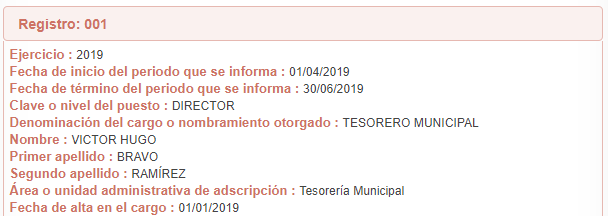 Registro: 001
Ejercicio : 2019
Fecha de inicio del periodo que se informa : 01/04/2019
Fecha de término del periodo que se informa : 30/06/2019
Clave o nivel del puesto : DIRECTOR
Denominación del cargo o nombramiento otorgado : TESORERO MUNICIPAL
Nombre : VICTOR HUGO
Primer apellido : BRAVO
Segundo apellido : RAMÍREZ
Área o unidad administrativa de adscripción : Tesorería Municipal
Fecha de alta en el cargo : 01/01/2019